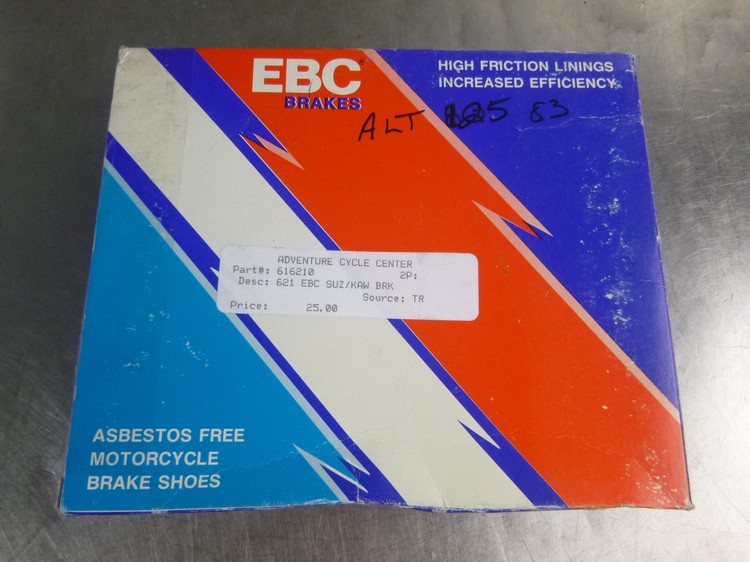 EBC
BRAKES
HIGH FRICTION LININGS
INCREASED EFFICIENCY
ALT 83
ADVENTURE CYCLE CENTER
Part#: 616210 2P:
Desc: 621 EBC SUZ/KAW BRK
Source: TR
Price: 25.00
ASBESTOS FREE
MOTORCYCLE
BRAKE SHOES